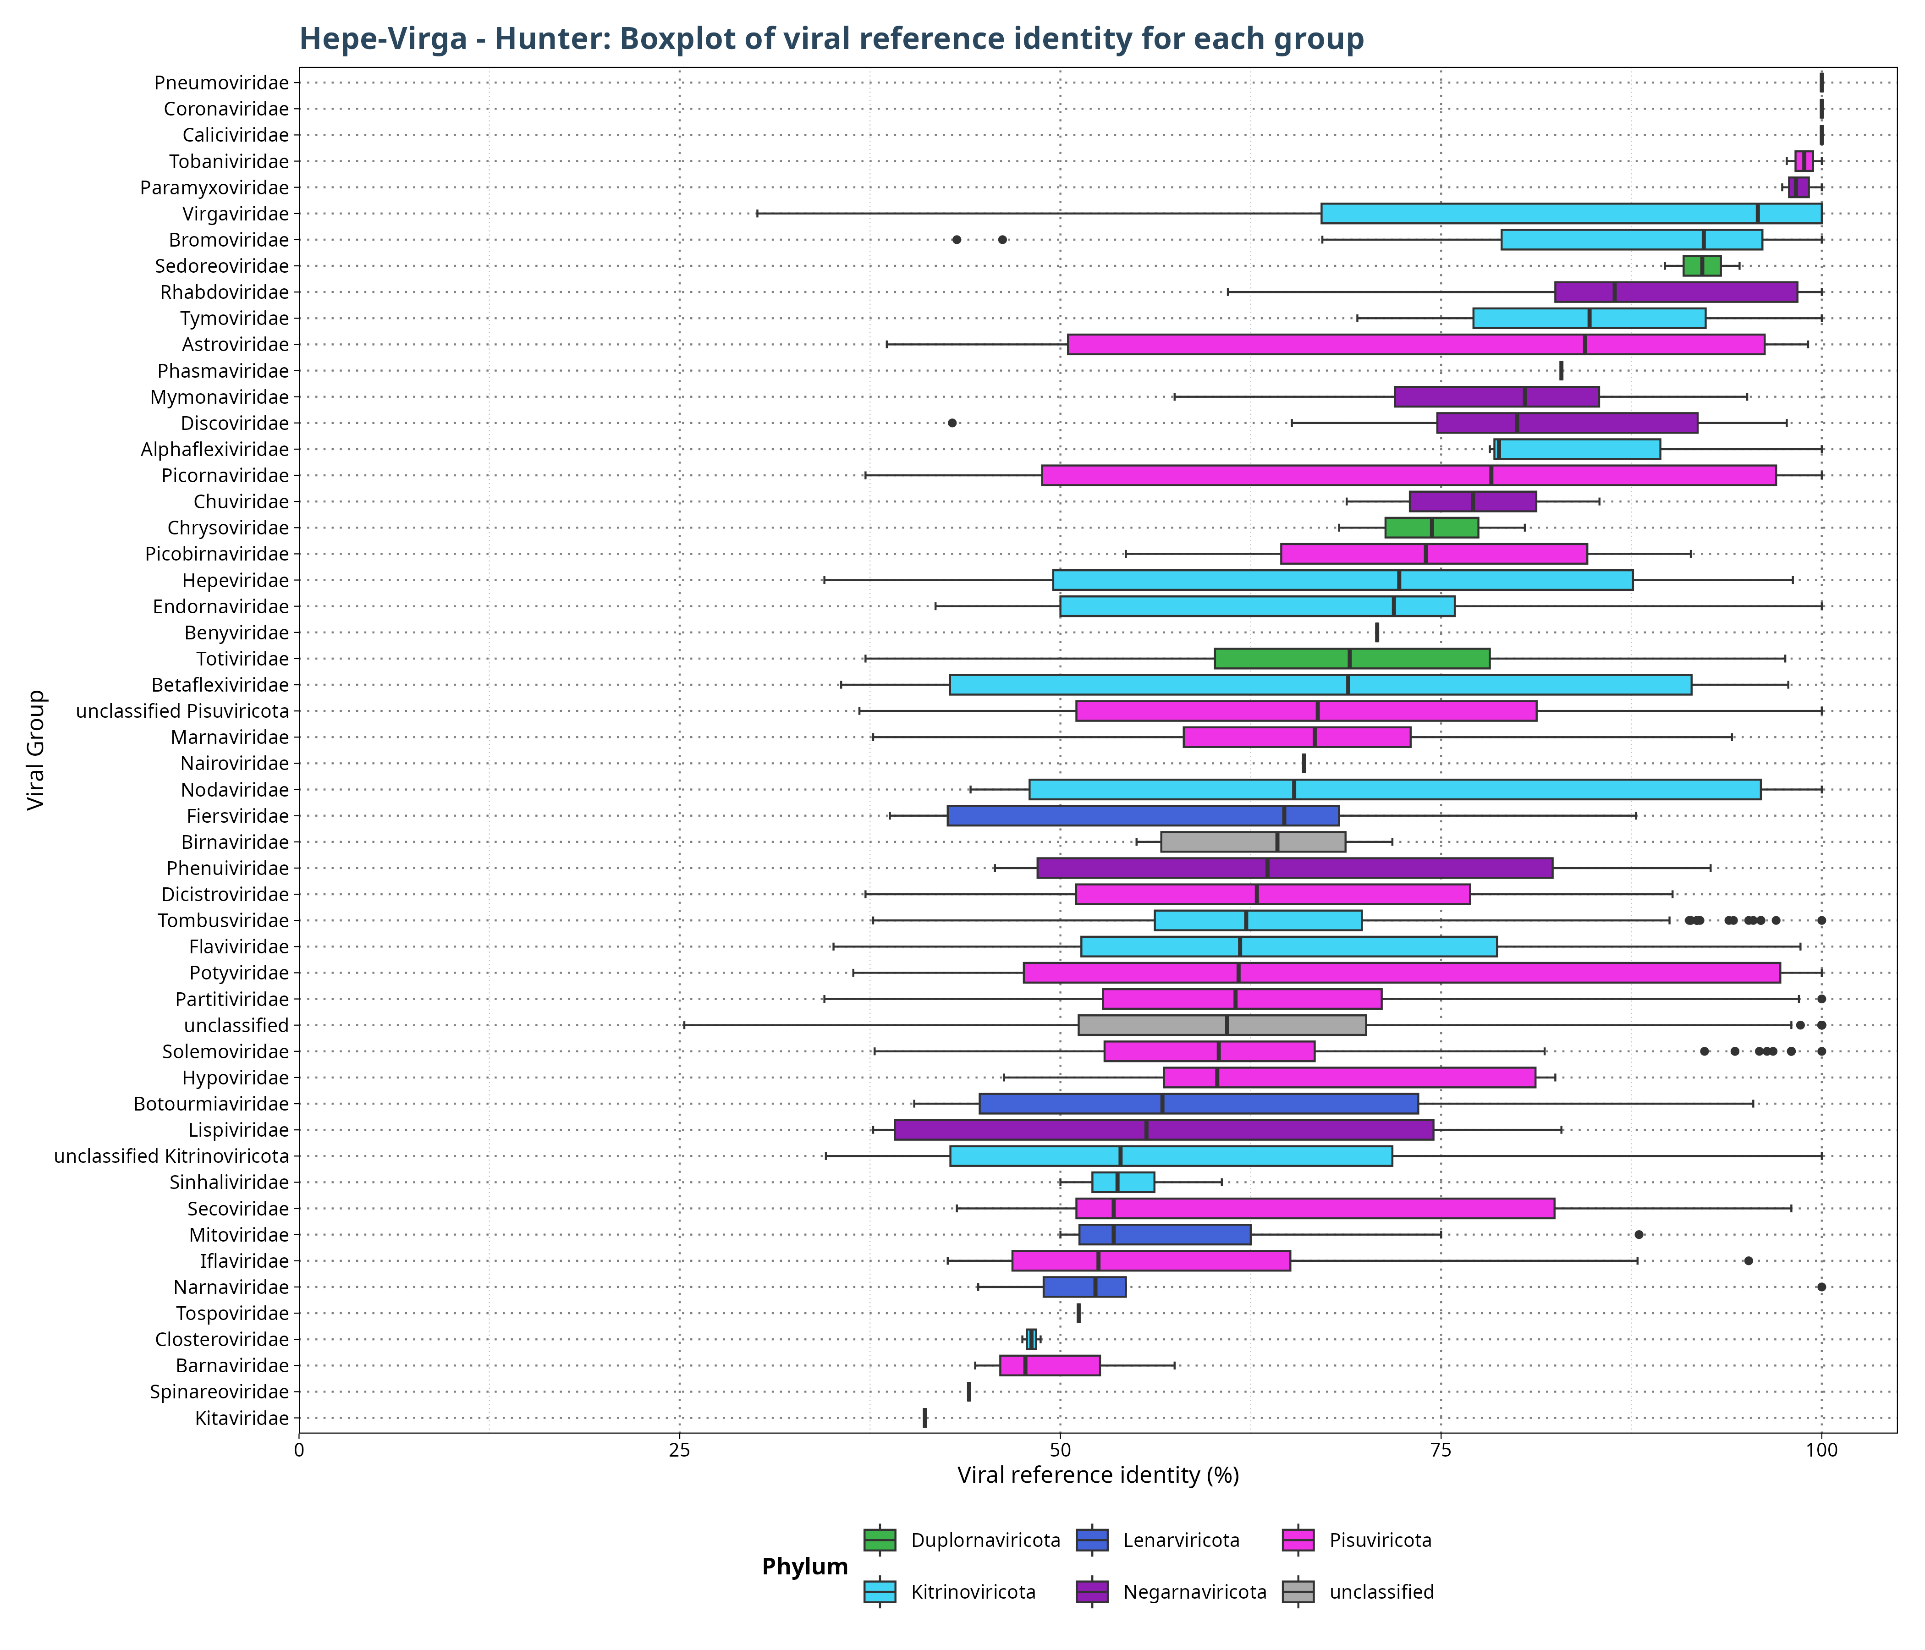 Hepe-Virga - Hunter: Boxplot of viral reference identity for each group
Viral Group
Pneumoviridae
Coronaviridae
Caliciviridae
Tobaniviridae
Paramyxoviridae
Virgaviridae
Bromoviridae
Sedoreoviridae
Rhabdoviridae
Tymoviridae
Astroviridae
Phasmaviridae
Mymonaviridae
Discoviridae
Alphaflexiviridae
Picornaviridae
Chuviridae
Chrysoviridae
Picobirnaviridae
Hepeviridae
Endornaviridae
Benyviridae
Totiviridae
Betaflexiviridae
unclassified Pisuviricota
Marnaviridae
Nairoviridae
Nodaviridae
Fiersviridae
Birnaviridae
Phenuiviridae
Dicistroviridae
Tombusviridae
Flaviviridae
Potyviridae
Partitiviridae
unclassified
Solemoviridae
Hypoviridae
Botourmiaviridae
Lispiviridae
unclassified Kitrinoviricota
Sinhaliviridae
Secoviridae
Mitoviridae
Iflaviridae
Narnaviridae
Tospoviridae
Closteroviridae
Barnaviridae
Spinareoviridae
Kitaviridae
0 25 50 75 100
Viral reference identity (%)
Phylum
Duplornaviricota Lenarviricota Pisuviricota
Kitrinoviricota Negarnaviricota unclassified